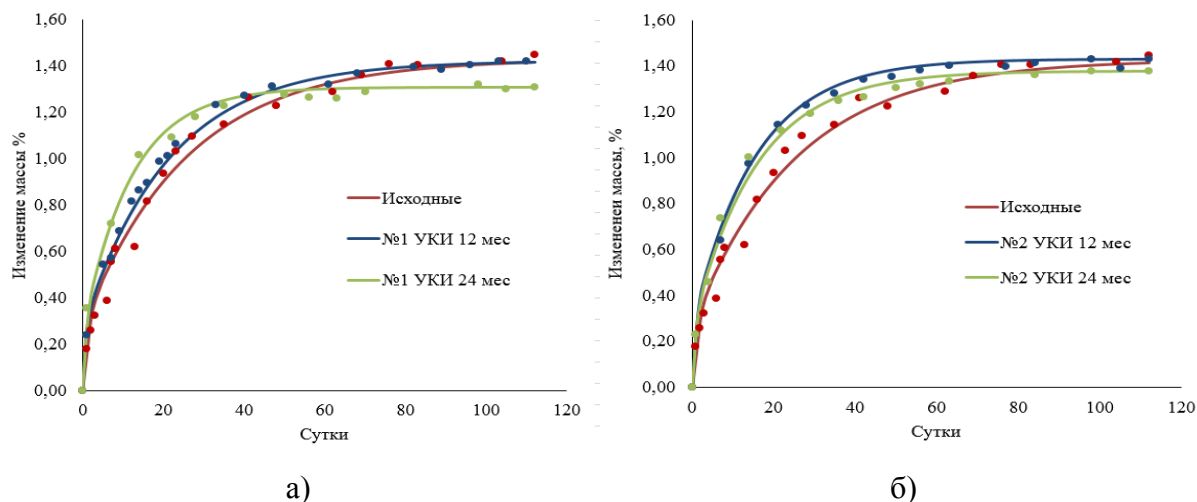 1,60
1,40
1,20
1,00
0,80
0,60
0,40
0,20
0,00
Изменение массы %
0
20
40
60
80
100
120
Сутки
Исходные
№1 УКИ 12 мес
№1 УКИ 24 мес
а)
1,60
1,40
1,20
1,00
0,80
0,60
0,40
0,20
0,00
Измененеи массы, %
0
20
40
60
80
100
120
Сутки
Исходные
№2 УКИ 12 мес
№2 УКИ 24 мес
б)